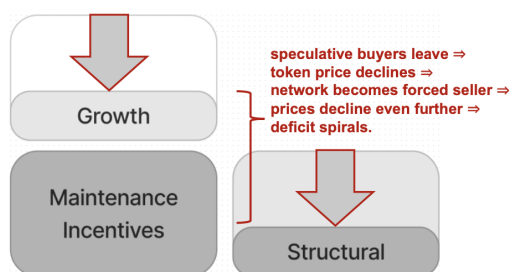 speculative buyers leave ⇒
token price declines ⇒
network becomes forced seller ⇒
prices decline even further ⇒
deficit spirals.
Growth
Maintenance
Incentives
Structural